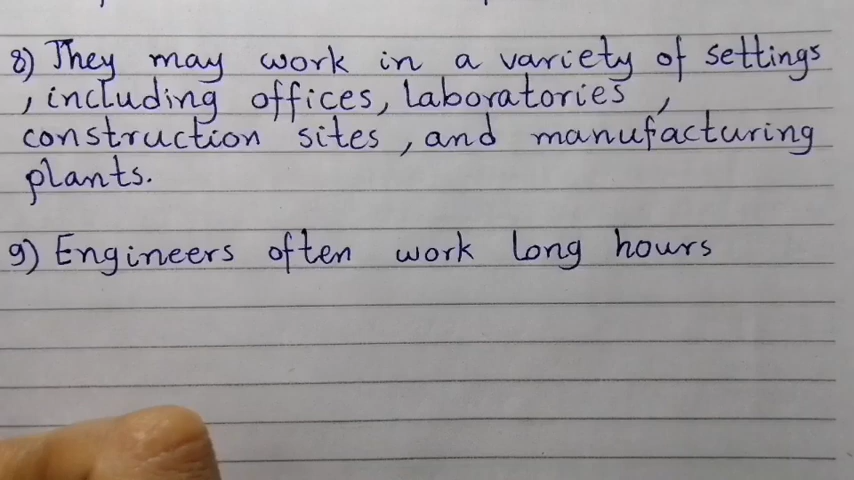 8) They may work in a variety of settings
, including offices, laboratories ,
construction sites , and manufacturing
plants.
9) Engineers often work long hours